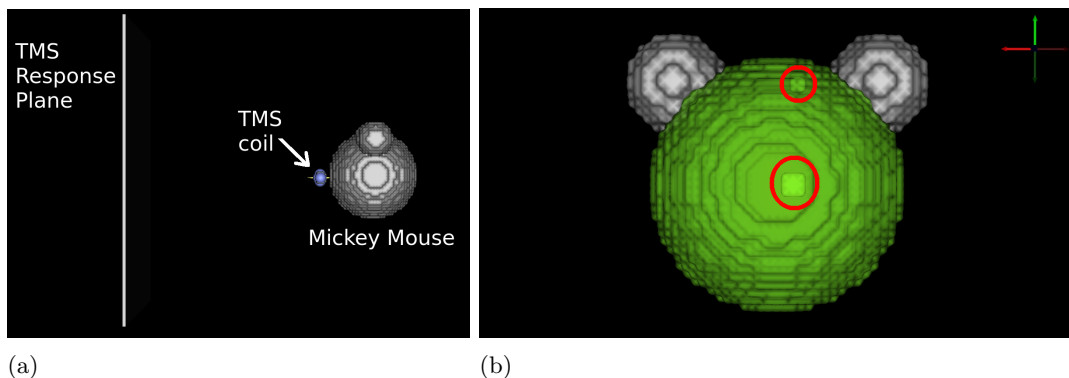 TMS
Response
Plane
TMS
coil
Mickey Mouse
(a)
(b)